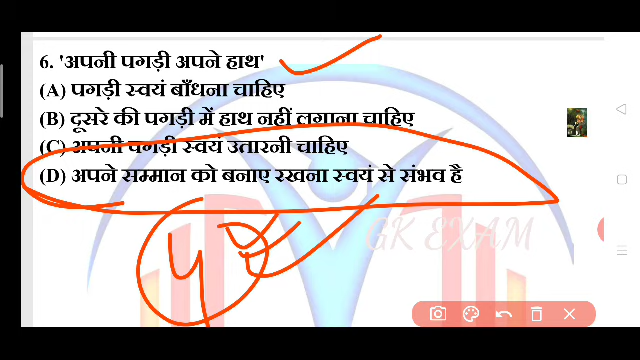 6. 'अपनी पगड़ी अपने हाथ'
(A) पगड़ी स्वयं बाँधना चाहिए
(B) दूसरे की पगड़ी में हाथ नहीं लगाना चाहिए
(C) अपनी पगड़ी स्वयं उतारनी चाहिए
(D) अपने सम्मान को बनाए रखना स्वयं से संभव है
GK EXAM